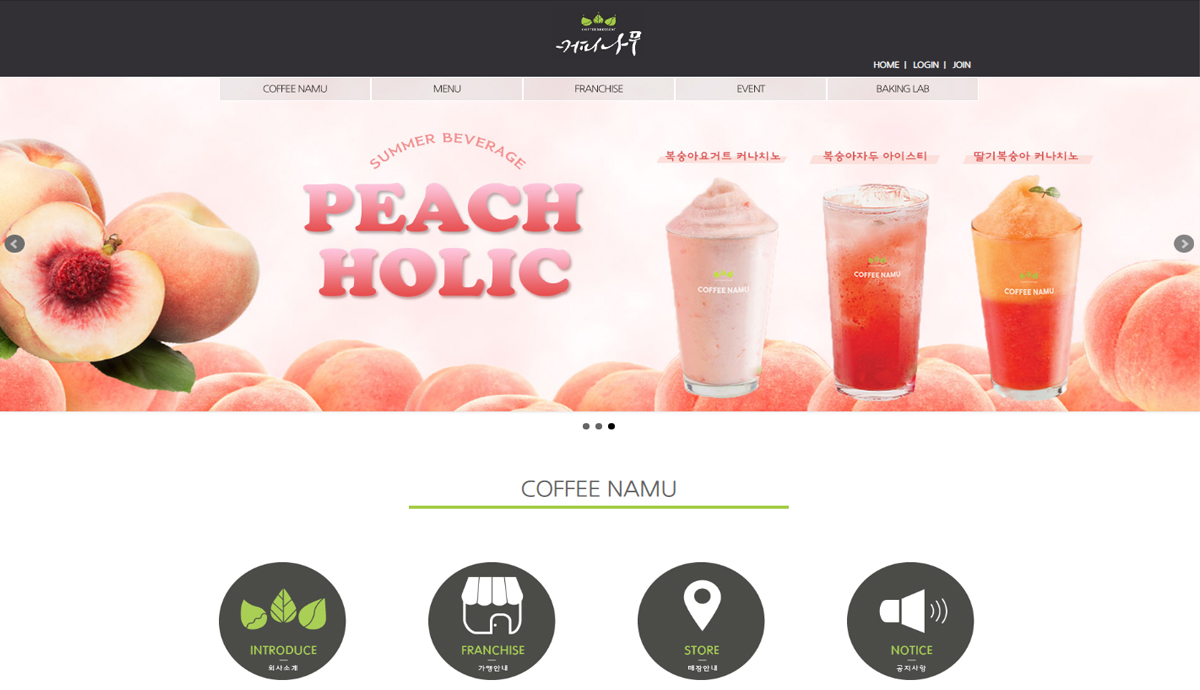 커피나무
HOME | LOGIN | JOIN
COFFEE NAMU
MENU
FRANCHISE
EVENT
BAKING LAB
SUMMER BEVERAGE
PEACH
HOLIC
복숭아요거트 커나치노
복숭아자두 아이스티
딸기복숭아 커나치노
COFFEE NAMU
COFFEE NAMU
COFFEE NAMU
COFFEE NAMU
INTRODUCE
회사소개
FRANCHISE
가맹안내
STORE
매장안내
NOTICE
공지사항